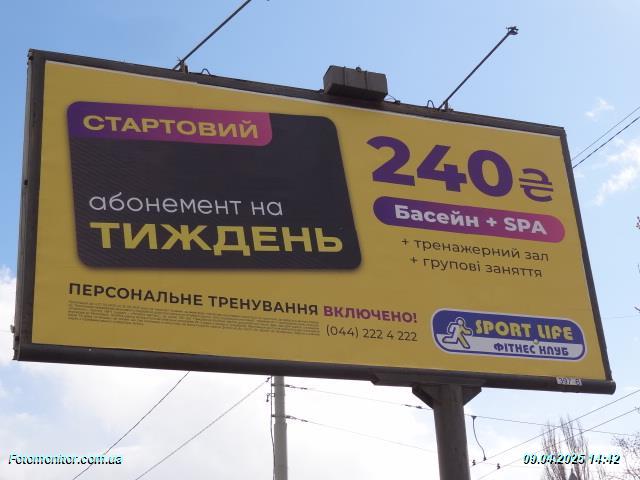 СТАРТОВИЙ
абонемент на
ТИЖДЕНЬ
240₴
Басейн + SPA
+ тренажерний зал
+ групові заняття
ПЕРСОНАЛЬНЕ ТРЕНУВАННЯ ВКЛЮЧЕНО!
(044) 222 4 222
SPORT LIFE
ФІТНЕС КЛУБ
397 Б
Fotomonitor.com.ua
09.04.2025 14:42